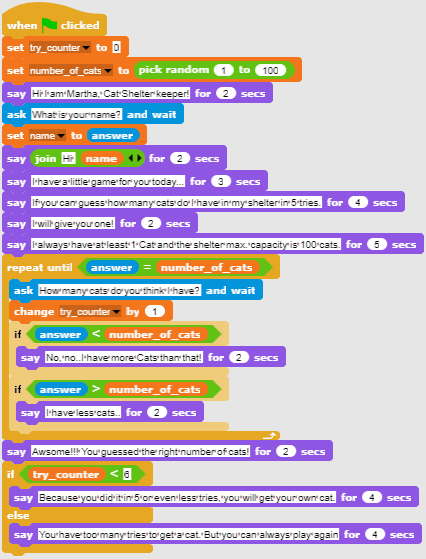 when clicked
set try_counter to 0
set number_of_cats to pick random 1 to 100
say Hi! I am Martha, Cat Shelter keeper! for 2 secs
ask What is your name? and wait
set name to answer
say join Hi! name for 2 secs
say I have a little game for you today... for 3 secs
say If you can guess how many cats do I have in my shelter in 5 tries. for 4 secs
say I will give you one! for 2 secs
say I always have at least 1 Cat and the shelter max. capacity is 100 cats. for 5 secs
repeat until answer = number_of_cats
ask How many cats do you think I have? and wait
change try_counter by 1
if answer < number_of_cats
say No, no.. I have more Cats than that! for 2 secs
if answer > number_of_cats
say I have less cats.. for 2 secs
say Awsome!!! You guessed the right number of cats! for 2 secs
if try_counter < 6
say Because you did it in 5 or even less tries, you will get your own cat. for 4 secs
else
say You have too many tries to get a cat. But you can always play again for 4 secs